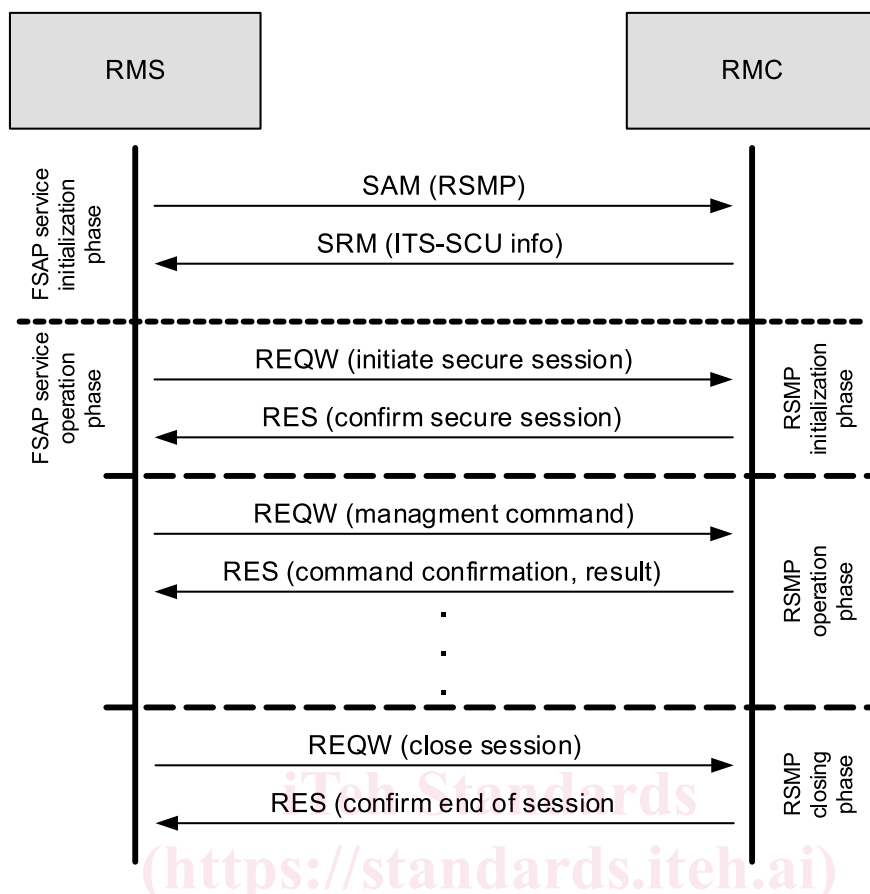 RMS
RMC
FSAP service
initialization
phase
SAM (RSMP)
SRM (ITS-SCU info)
FSAP service
operation
phase
REQW (initiate secure session)
RES (confirm secure session)
RSMP
initialization
phase
REQW (managment command)
RES (command confirmation, result)
.
.
.
RSMP
operation
phase
REQW (close session)
RES (confirm end of session
RSMP
closing
phase
iTeh Standards
(https://standards.iteh.ai)